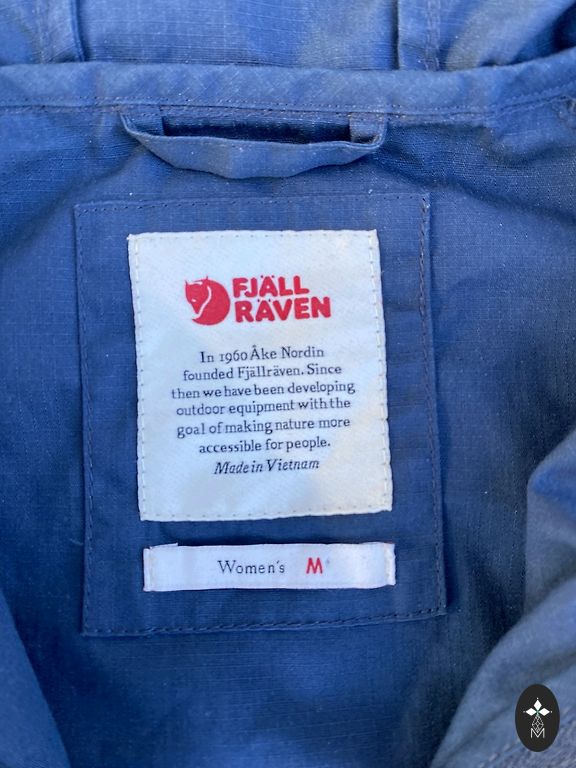 FJÄLL
RÄVEN
In 1960 Åke Nordin
founded Fjällräven. Since
then we have been developing
outdoor equipment with the
goal of making nature more
accessible for people.
Made in Vietnam
Women's M
M